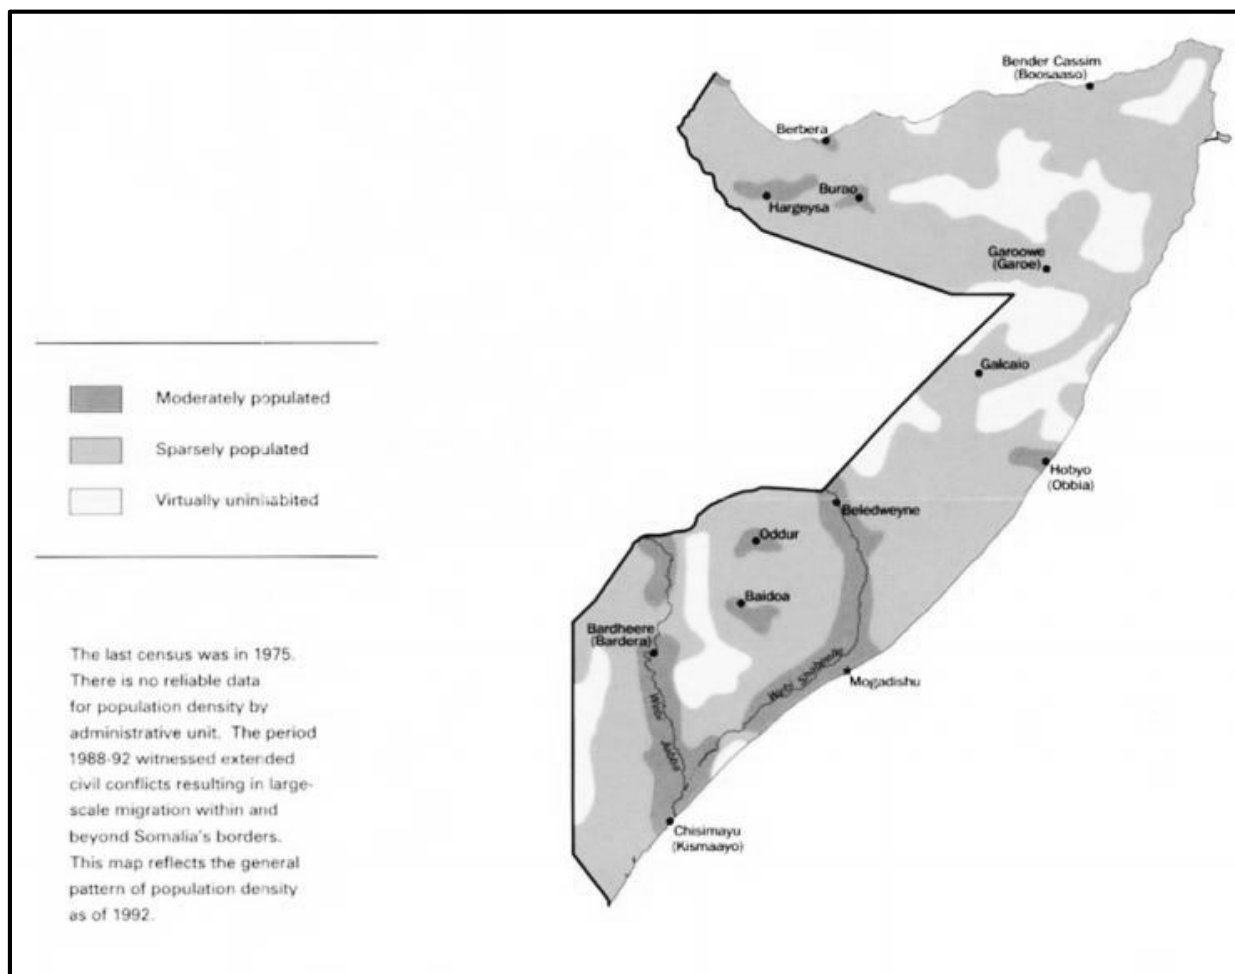 Bender Cassim
(Boosaaso)
Berbera
Burao
Hargeysa
Garoowe
(Garoe)
Galcaio
Hobyo
(Obbia)
Beledweyne
Oddur
Baidoa
Bardheere
(Bardera)
Webi Shabeelle
Mogadishu
Webi Jubba
Chisimayu
(Kismaayo)
Moderately populated
Sparsely populated
Virtually uninhabited
The last census was in 1975.
There is no reliable data
for population density by
administrative unit. The period
1988-92 witnessed extended
civil conflicts resulting in large-
scale migration within and
beyond Somalia's borders.
This map reflects the general
pattern of population density
as of 1992.